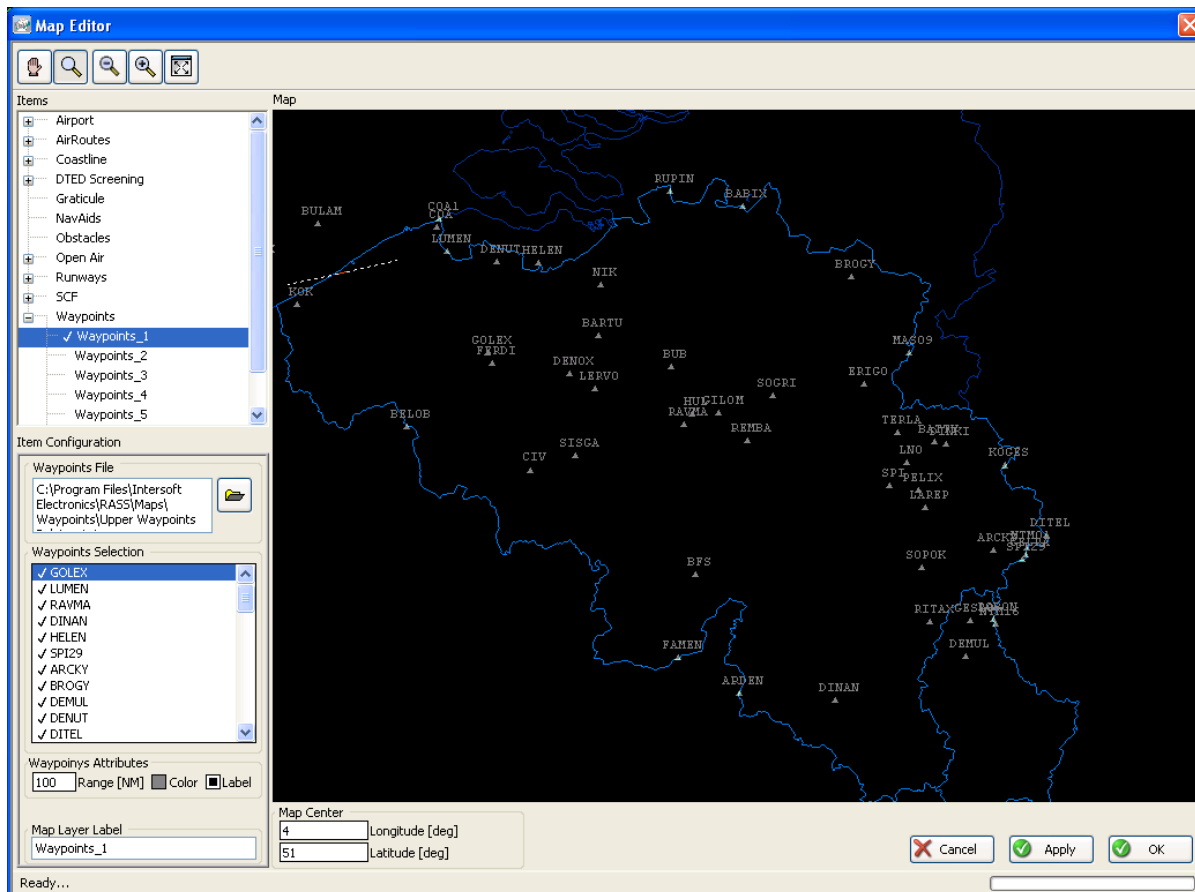 Map Editor
Items
Map
Airport
AirRoutes
Coastline
DTED Screening
Graticule
NavAids
Obstacles
Open Air
Runways
SCF
Waypoints
Waypoints_1
Waypoints_2
Waypoints_3
Waypoints_4
Waypoints_5
Item Configuration
Waypoints File
C:\Program Files\Intersoft
Electronics\RASS\Maps\
Waypoints\Upper Waypoints
Waypoints Selection
GOLEX
LUMEN
RAVMA
DINAN
HELEN
SPI29
ARCKY
BROGY
DEMUL
DENUT
DITEL
Waypoinys Attributes
100 Range [NM] Color Label
Map Layer Label
Waypoints_1
RUPIN
BABIX
BULAM
COA1
COA
LUMEN
DENUT HELEN
NIK
BROGY
KOK
BARTU
GOLEX
FERDI
MASO9
BUB
DENOX
LERVO
ERIGO
SOGRI
HUL GILOM
RAVMA
BELOB
TERLA
REMBA
SISGA
CIV
LNO
KOGES
SPI PELIX
LAREP
DITEL
ARCKY
SPI29
SOPOK
BFS
RITAX
DEMUL
FAMEN
ARDEN
DINAN
Map Center
4 Longitude [deg]
51 Latitude [deg]
Cancel Apply OK
Ready...